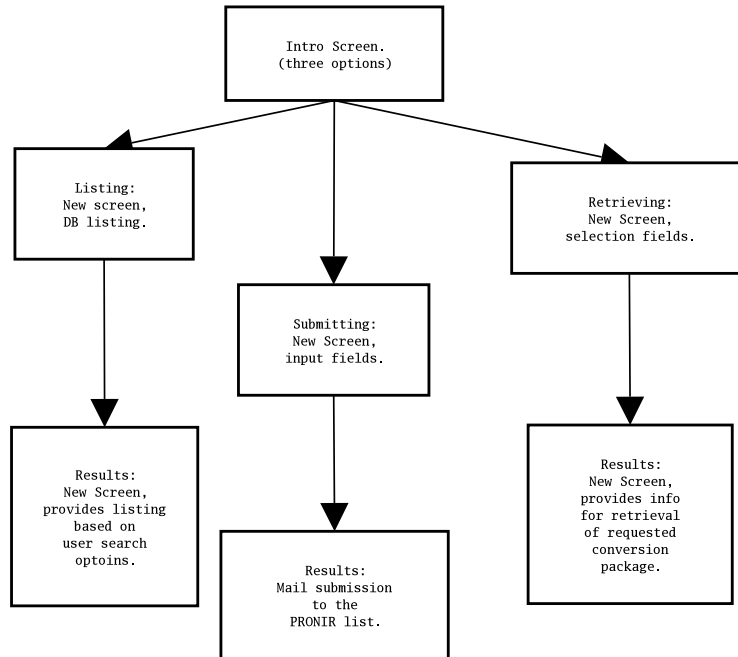 Intro Screen.
(three options)
Listing:
New screen,
DB listing.
Retrieving:
New Screen,
selection fields.
Submitting:
New Screen,
input fields.
Results:
New Screen,
provides listing
based on
user search
optoins.
Results:
New Screen,
provides info
for retrieval
of requested
conversion
package.
Results:
Mail submission
to the
PRONIR list.